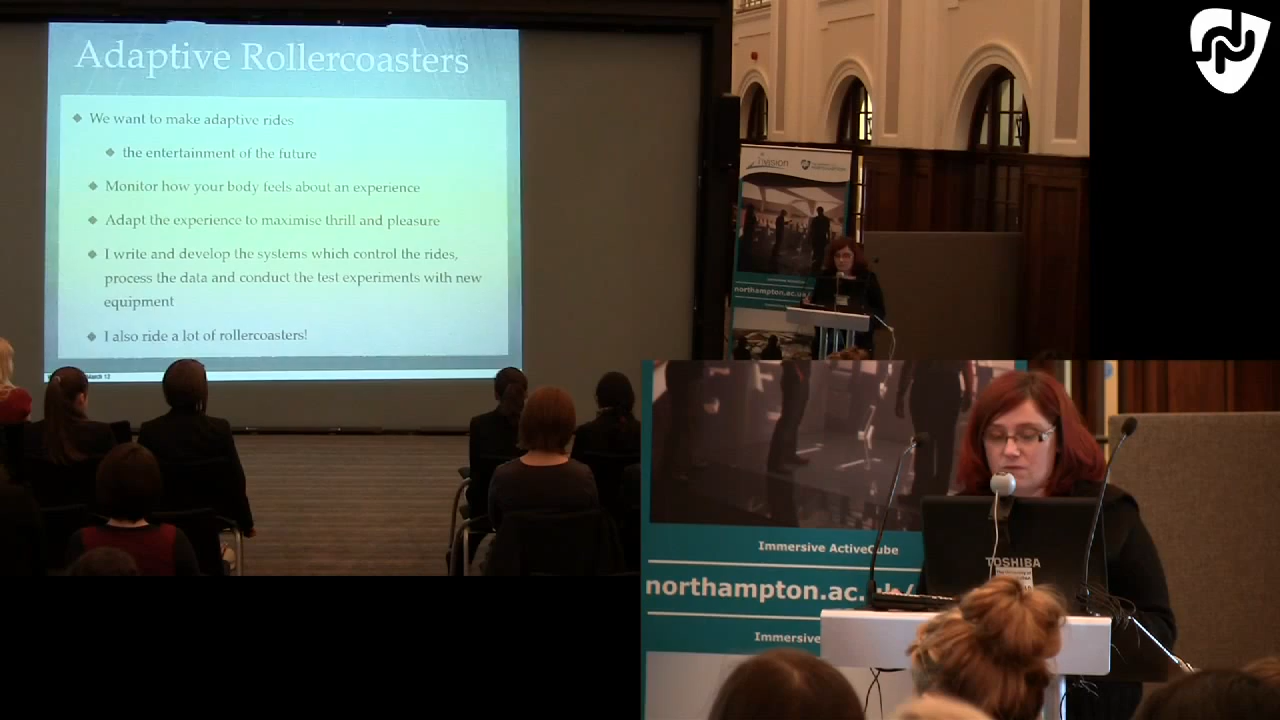 Adaptive Rollercoasters
❖ We want to make adaptive rides
❖ the entertainment of the future
❖ Monitor how your body feels about an experience
❖ Adapt the experience to maximise thrill and pleasure
❖ I write and develop the systems which control the rides,
process the data and conduct the test experiments with new
equipment
❖ I also ride a lot of rollercoasters!
northampton.ac.u
Immersive ActiveCube
TOSHIBA
northampton.ac.uk/
Immersive